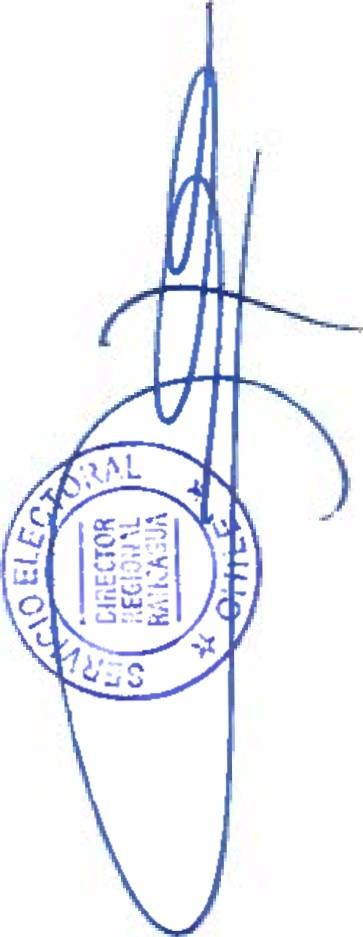 SERVICIO ELECTORAL
★ CHILE ★
DIRECTOR
REGIONAL
RANCAGUA